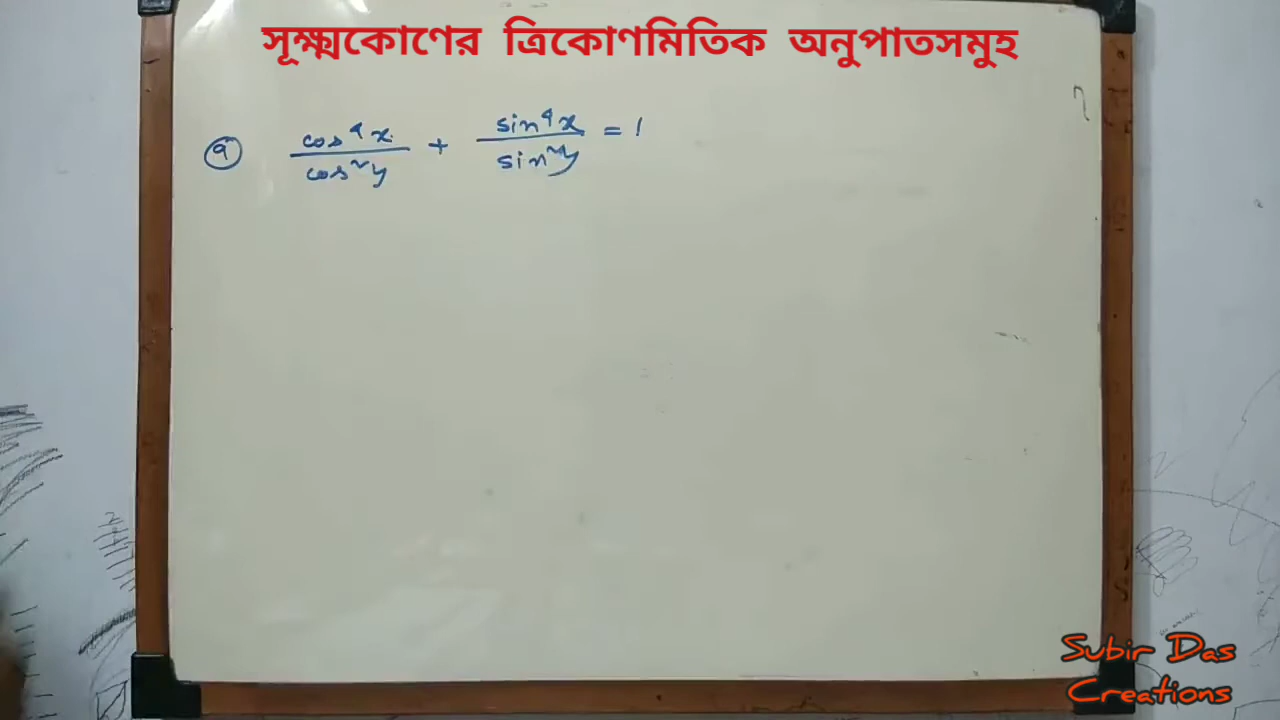 সূক্ষ্মকোণের ত্রিকোণমিতিক অনুপাতসমুহ
৭ cos⁴x / cos²y + sin⁴x / sin²y = 1
Subir Das
Creations